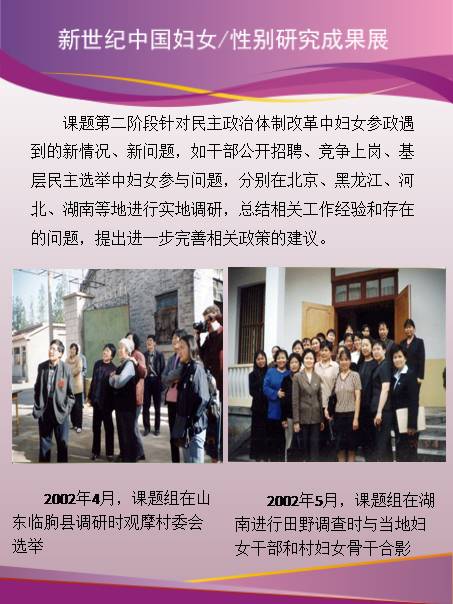 新世纪中国妇女/性别研究成果展
课题第二阶段针对民主政治体制改革中妇女参政遇
到的新情况、新问题，如干部公开招聘、竞争上岗、基
层民主选举中妇女参与问题，分别在北京、黑龙江、河
北、湖南等地进行实地调研，总结相关工作经验和存在
的问题，提出进一步完善相关政策的建议。
2002年4月，课题组在山
东临朐县调研时观摩村委会
选举
2002年5月，课题组在湖
南进行田野调查时与当地妇
女干部和村妇女骨干合影